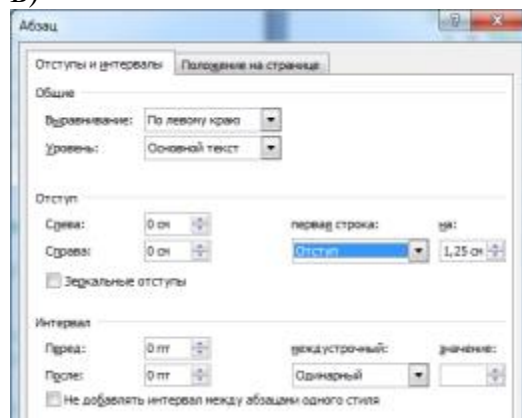 В)
Абзац
Отступы и интервалы Положение на странице
Общие
Выравнивание: По левому краю
Уровень: Основной текст
Отступ
Слева: 0 см первая строка: на:
Справа: 0 см Отступ 1,25 см
Зеркальные отступы
Интервал
Перед: 0 пт междустрочный: значение:
После: 0 пт Одинарный
Не добавлять интервал между абзацами одного стиля